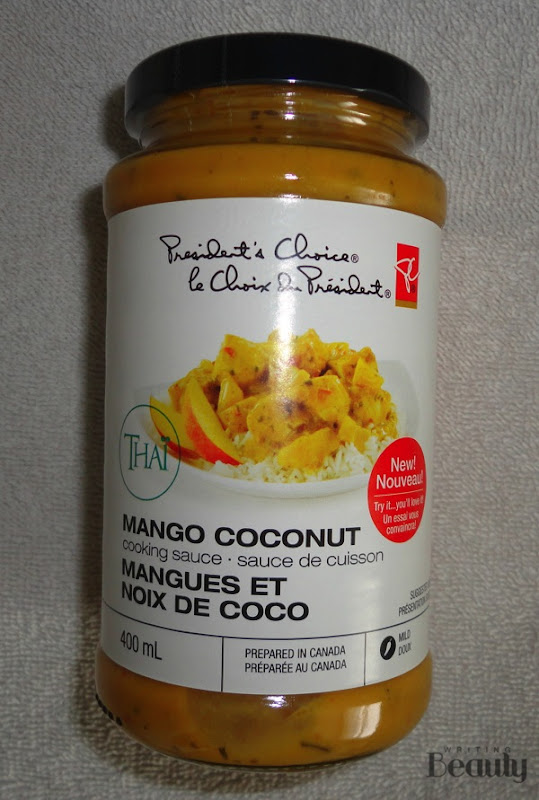 President's Choice®
le Choix du Président®
PC
THAÏ
New!
Nouveau!
Try it...you'll love it!
Un essai vous
convaincra!
MANGO COCONUT
cooking sauce · sauce de cuisson
MANGUES ET
NOIX DE COCO
400 mL
PREPARED IN CANADA
PRÉPARÉE AU CANADA
MILD
DOUX
WRITING
Beauty